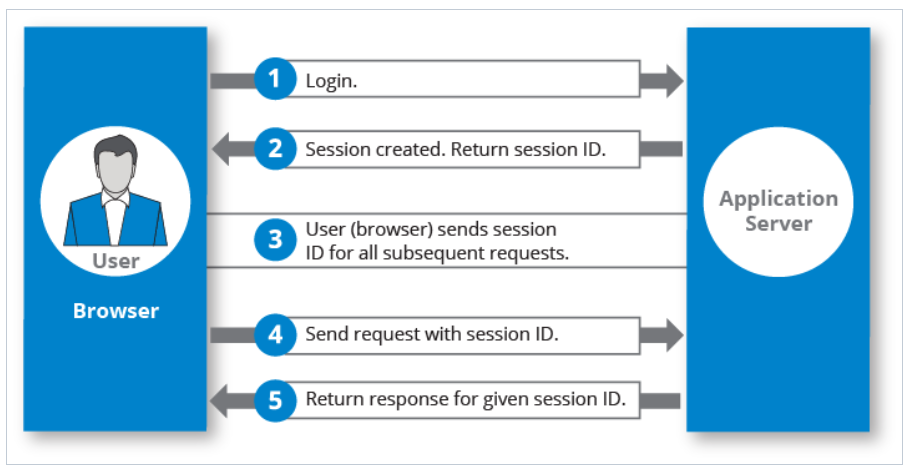 1 Login.
2 Session created. Return session ID.
3 User (browser) sends session
ID for all subsequent requests.
4 Send request with session ID.
5 Return response for given session ID.
User
Browser
Application
Server